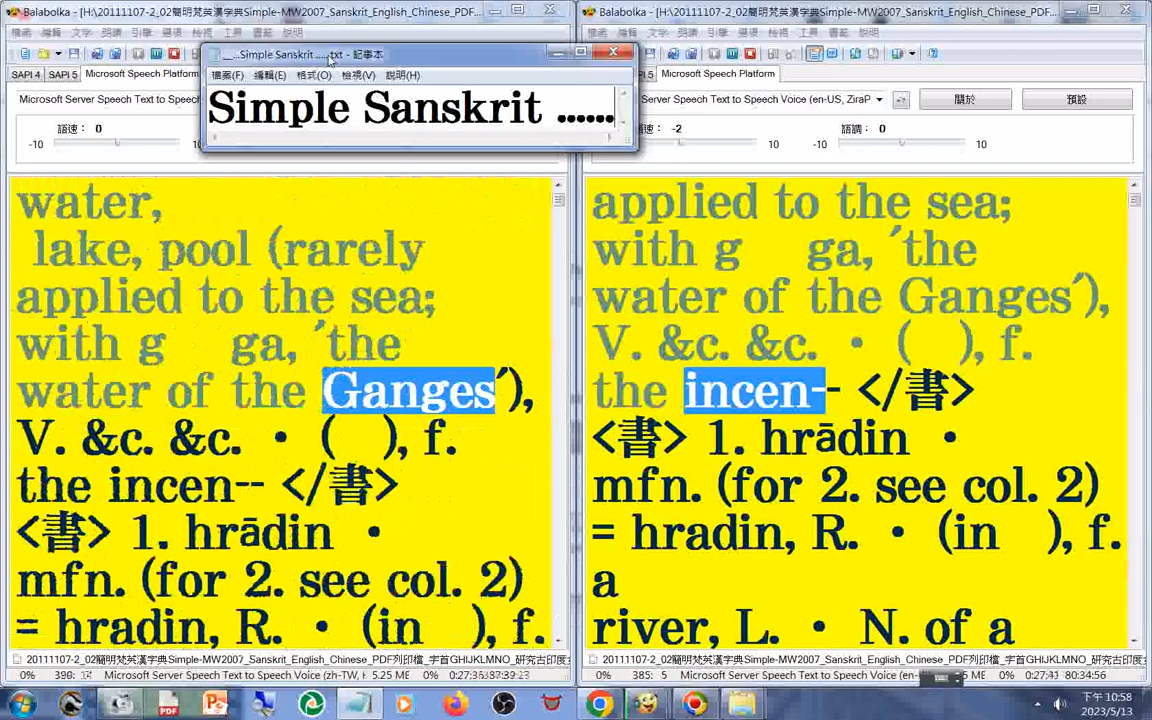 Balabolka - [H:\20111107-2_02簡明梵英漢字典Simple-MW2007_Sanskrit_English_Chinese_PDF...
SAPI 4 SAPI 5 Microsoft Speech Platform
Microsoft Server Speech Text to Speech
語速： 0
-10
water,
lake, pool (rarely
applied to the sea;
with g ga, ´the
water of the Ganges´),
V. &c. &c. • ( ), f.
the incen-- </書>
<書> 1. hrādin •
mfn. (for 2. see col. 2)
= hradin, R. • (in ), f.
20111107-2_02簡明梵英漢字典Simple-MW2007_Sanskrit_English_Chinese_PDF列印檔_字首GHIJKLMNO_研究古印度
0% Microsoft Server Speech Text to Speech Voice (zh-TW, H 5.25 MB 0%
__...Simple Sanskrit .....txt - 記事本
檔案(F) 編輯(E) 格式(O) 檢視(V) 說明(H)
Simple Sanskrit ......
Balabolka - [H:\20111107-2_02簡明梵英漢字典Simple-MW2007_Sanskrit_English_Chinese_PDF...
5 Microsoft Speech Platform
Server Speech Text to Speech Voice (en-US, ZiraP
關於
預設
速： -2
語調： 0
10 -10 10
applied to the sea;
with g ga, ´the
water of the Ganges´),
V. &c. &c. • ( ), f.
the incen-- </書>
<書> 1. hrādin •
mfn. (for 2. see col. 2)
= hradin, R. • (in ), f.
a
river, L. • N. of a
20111107-2_02簡明梵英漢字典Simple-MW2007_Sanskrit_English_Chinese_PDF列印檔_字首GHIJKLMNO_研究古印度
0% 385: 5 Microsoft Server Speech Text to Speech Voice (en-US 5.25 MB 0%
下午 10:58
2023/5/13